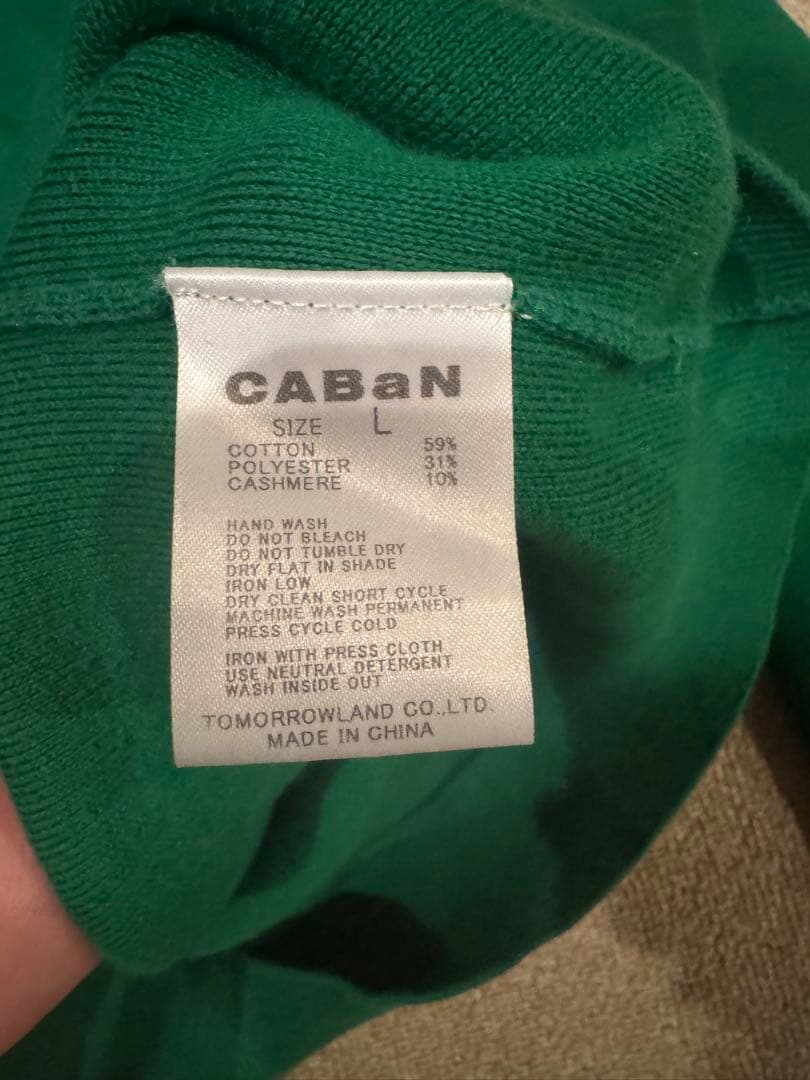 CABaN
SIZE L
COTTON 59%
POLYESTER 31%
CASHMERE 10%
HAND WASH
DO NOT BLEACH
DO NOT TUMBLE DRY
DRY FLAT IN SHADE
IRON LOW
DRY CLEAN SHORT CYCLE
MACHINE WASH PERMANENT
PRESS CYCLE COLD
IRON WITH PRESS CLOTH
USE NEUTRAL DETERGENT
WASH INSIDE OUT
TOMORROWLAND CO.,LTD.
MADE IN CHINA